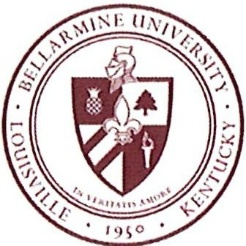 · BELLARMINE UNIVERSITY ·
LOUISVILLE · 1950 · KENTUCKY
IN VERITATIS AMORE